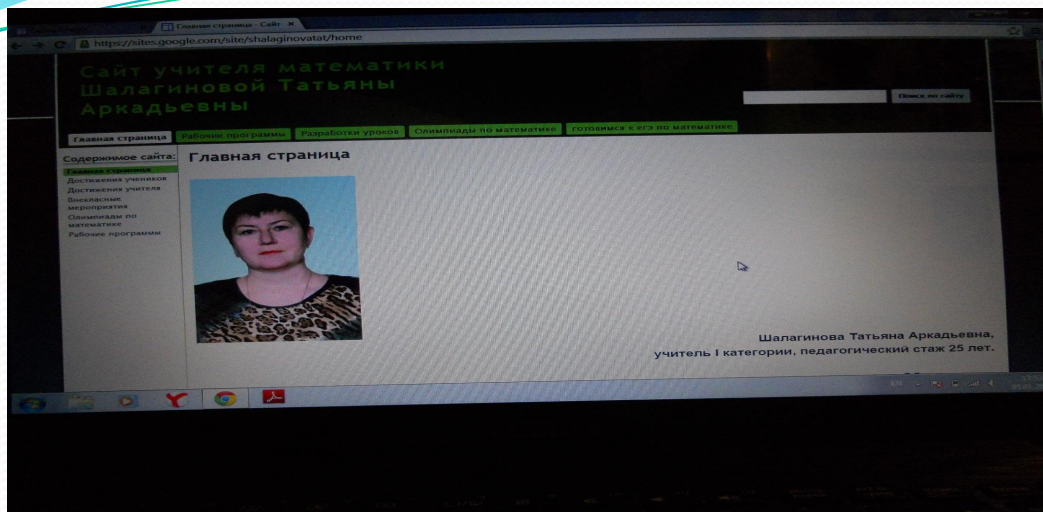 Главная страница - Сайт
https://sites.google.com/site/shalaginovatat/home
Сайт учителя математики
Шалагиновой Татьяны
Аркадьевны
Поиск по сайту
Главная страница
Рабочие программы
Разработки уроков
Олимпиады по математике
готовимся к егэ по математике
Содержимое сайта:
Главная страница
Достижения учеников
Достижения учителя
Внеклассные
мероприятия
Олимпиады по
математике
Рабочие программы
Главная страница
Шалагинова Татьяна Аркадьевна,
учитель I категории, педагогический стаж 25 лет.
EN